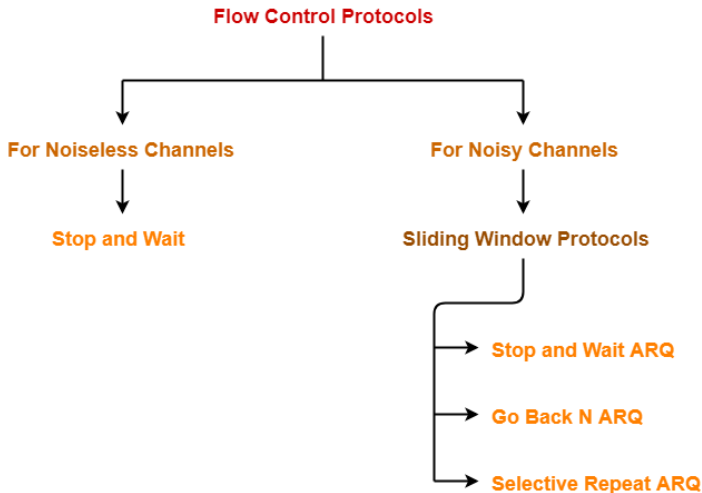 Flow Control Protocols
For Noiseless Channels
For Noisy Channels
Stop and Wait
Sliding Window Protocols
Stop and Wait ARQ
Go Back N ARQ
Selective Repeat ARQ